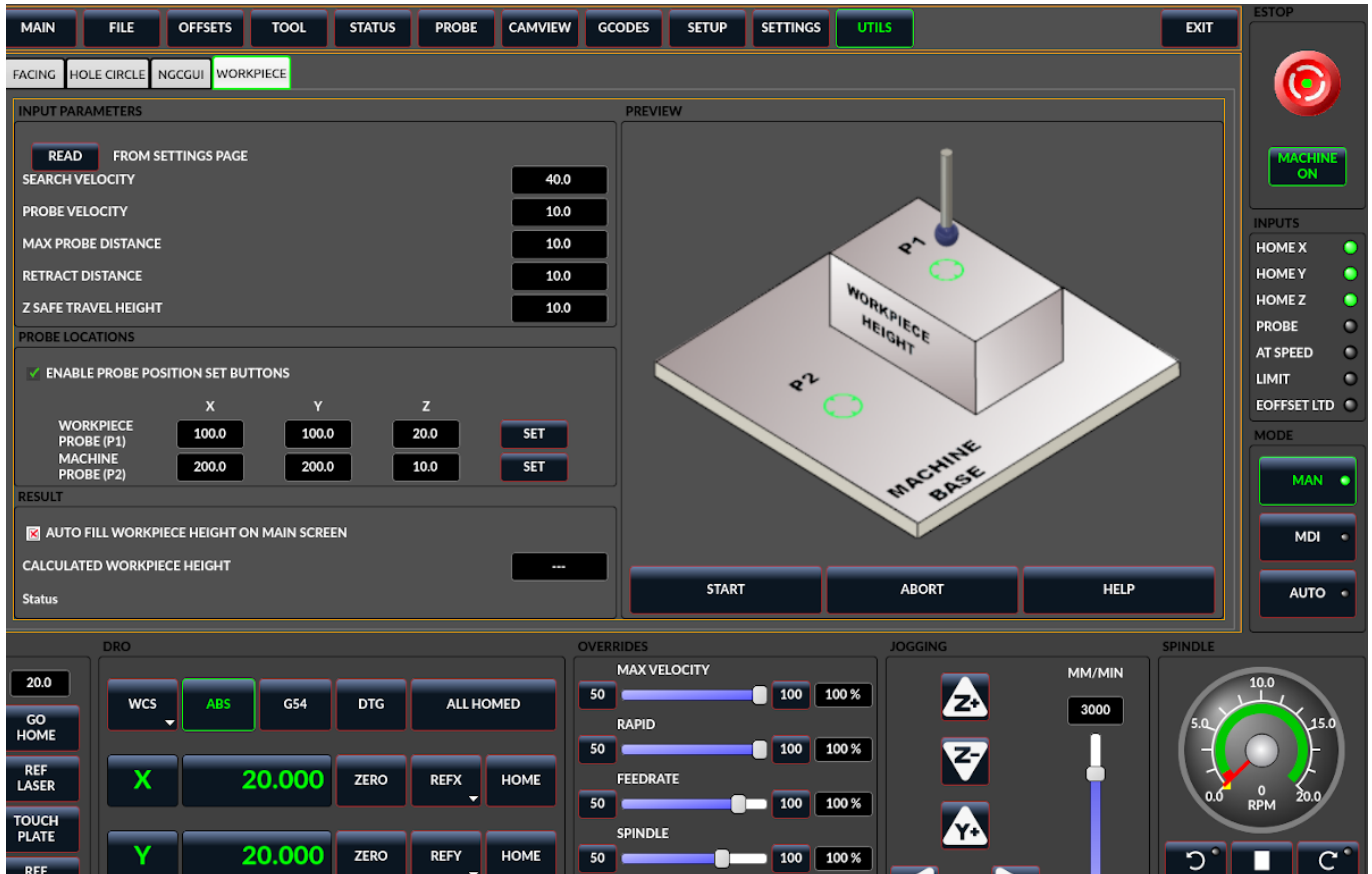 MAIN FILE OFFSETS TOOL STATUS PROBE CAMVIEW GCODES SETUP SETTINGS UTILS EXIT
ESTOP
FACING HOLE CIRCLE NGCGUI WORKPIECE
INPUT PARAMETERS
READ FROM SETTINGS PAGE
SEARCH VELOCITY 40.0
PROBE VELOCITY 10.0
MAX PROBE DISTANCE 10.0
RETRACT DISTANCE 10.0
Z SAFE TRAVEL HEIGHT 10.0
PROBE LOCATIONS
ENABLE PROBE POSITION SET BUTTONS
X Y Z
WORKPIECE
PROBE (P1) 100.0 100.0 20.0 SET
MACHINE
PROBE (P2) 200.0 200.0 10.0 SET
RESULT
AUTO FILL WORKPIECE HEIGHT ON MAIN SCREEN
CALCULATED WORKPIECE HEIGHT ---
Status
PREVIEW
P1
WORKPIECE
HEIGHT
P2
MACHINE
BASE
START ABORT HELP
MACHINE
ON
INPUTS
HOME X
HOME Y
HOME Z
PROBE
AT SPEED
LIMIT
EOFFSET LTD
MODE
MAN
MDI
AUTO
20.0
GO
HOME
REF
LASER
TOUCH
PLATE
DRO
WCS ABS G54 DTG ALL HOMED
X 20.000 ZERO REFX HOME
Y 20.000 ZERO REFY HOME
OVERRIDES
MAX VELOCITY
50 100 100 %
RAPID
50 100 100 %
FEEDRATE
50 100 100 %
SPINDLE
50 100 100 %
JOGGING
Z+
Z-
Y+
MM/MIN
3000
SPINDLE
10.0
5.0 15.0
0.0 0 20.0
RPM